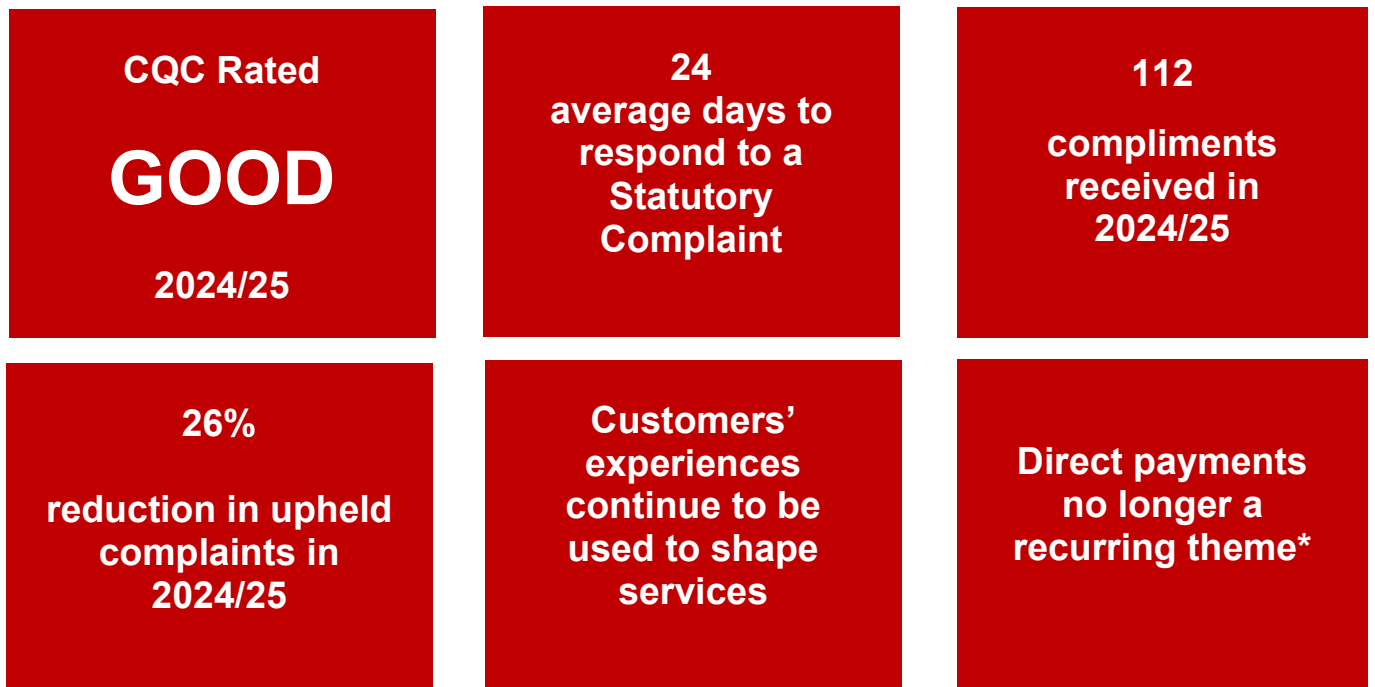 CQC Rated
GOOD
2024/25
24
average days to
respond to a
Statutory
Complaint
112
compliments
received in
2024/25
26%
reduction in upheld
complaints in
2024/25
Customers’
experiences
continue to be
used to shape
services
Direct payments
no longer a
recurring theme*